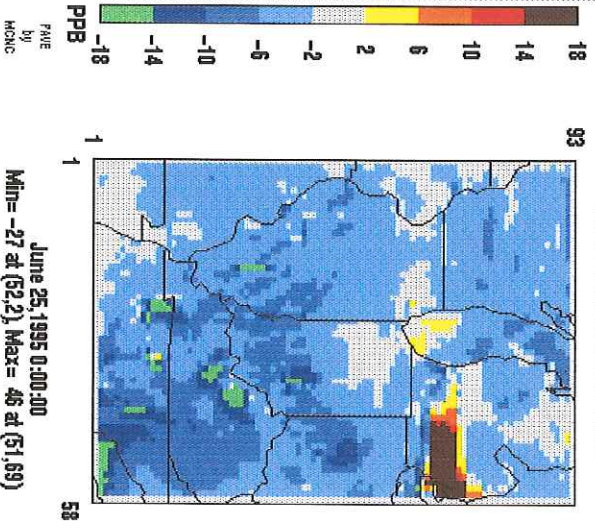 18
14
10
6
2
-2
-6
-10
-14
-18
PPB
PAVE
by
MCNC
93
1
1
58
June 25,1995 0:00:00
Min= -27 at (52,2), Max= 46 at (51,69)